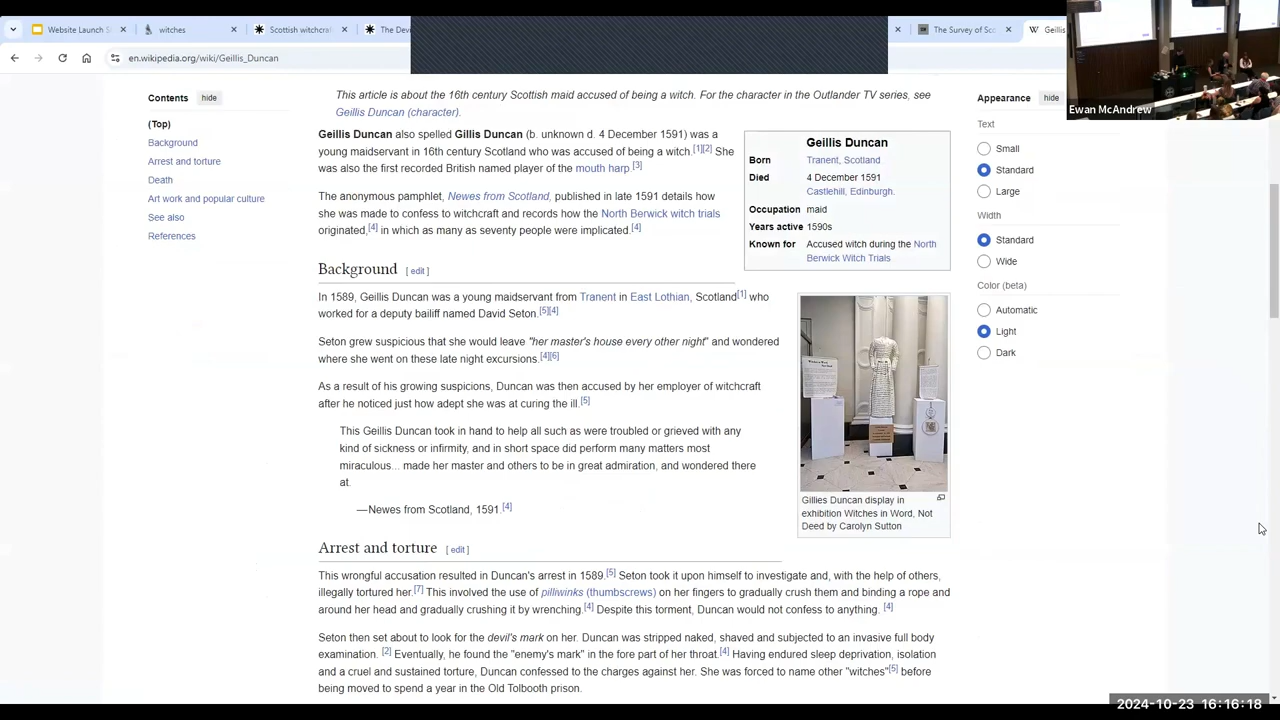 Website Launch S
witches
Scottish witchcraf
The Dev
The Survey of Sco
Geillis
en.wikipedia.org/wiki/Geillis_Duncan
Ewan McAndrew
Contents
hide
(Top)
Background
Arrest and torture
Death
Art work and popular culture
See also
References
This article is about the 16th century Scottish maid accused of being a witch. For the character in the Outlander TV series, see
Geillis Duncan (character).
Geillis Duncan also spelled Gillis Duncan (b. unknown d. 4 December 1591) was a
young maidservant in 16th century Scotland who was accused of being a witch.[1][2] She
was also the first recorded British named player of the mouth harp.[3]
The anonymous pamphlet, Newes from Scotland, published in late 1591 details how
she was made to confess to witchcraft and records how the North Berwick witch trials
originated,[4] in which as many as seventy people were implicated.[4]
Geillis Duncan
Born Tranent, Scotland
Died 4 December 1591
Castlehill, Edinburgh.
Occupation maid
Years active 1590s
Known for Accused witch during the North
Berwick Witch Trials
Background [ edit ]
In 1589, Geillis Duncan was a young maidservant from Tranent in East Lothian, Scotland[1] who
worked for a deputy bailiff named David Seton.[5][4]
Seton grew suspicious that she would leave "her master's house every other night" and wondered
where she went on these late night excursions.[4][6]
As a result of his growing suspicions, Duncan was then accused by her employer of witchcraft
after he noticed just how adept she was at curing the ill.[5]
This Geillis Duncan took in hand to help all such as were troubled or grieved with any
kind of sickness or infirmity, and in short space did perform many matters most
miraculous... made her master and others to be in great admiration, and wondered there
at.
—Newes from Scotland, 1591.[4]
Gillies Duncan display in
exhibition Witches in Word, Not
Deed by Carolyn Sutton
Arrest and torture [ edit ]
This wrongful accusation resulted in Duncan's arrest in 1589.[5] Seton took it upon himself to investigate and, with the help of others,
illegally tortured her.[7] This involved the use of pilliwinks (thumbscrews) on her fingers to gradually crush them and binding a rope and
around her head and gradually crushing it by wrenching.[4] Despite this torment, Duncan would not confess to anything. [4]
Seton then set about to look for the devil's mark on her. Duncan was stripped naked, shaved and subjected to an invasive full body
examination. [2] Eventually, he found the "enemy's mark" in the fore part of her throat.[4] Having endured sleep deprivation, isolation
and a cruel and sustained torture, Duncan confessed to the charges against her. She was forced to name other "witches"[5] before
being moved to spend a year in the Old Tolbooth prison.
Appearance
hide
Text
Small
Standard
Large
Width
Standard
Wide
Color (beta)
Automatic
Light
Dark
2024-10-23 16:16:18